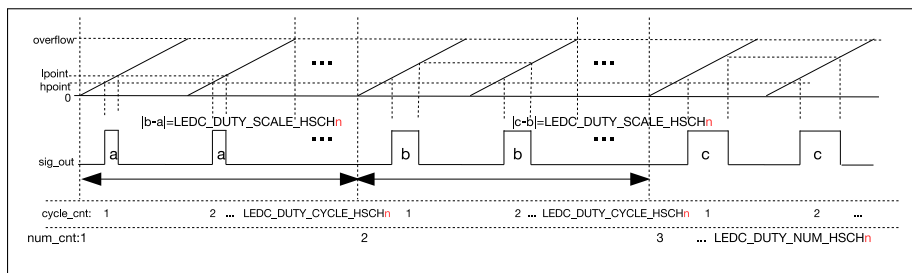 overflow
lpoint
hpoint
0
... ...
|b-a|=LEDC_DUTY_SCALE_HSCHn |c-b|=LEDC_DUTY_SCALE_HSCHn
... ...
sig_out a a b b c c
cycle_cnt: 1 2 ... LEDC_DUTY_CYCLE_HSCHn 1 2 ... LEDC_DUTY_CYCLE_HSCHn 1 2 ...
num_cnt:1 2 3 ... LEDC_DUTY_NUM_HSCHn